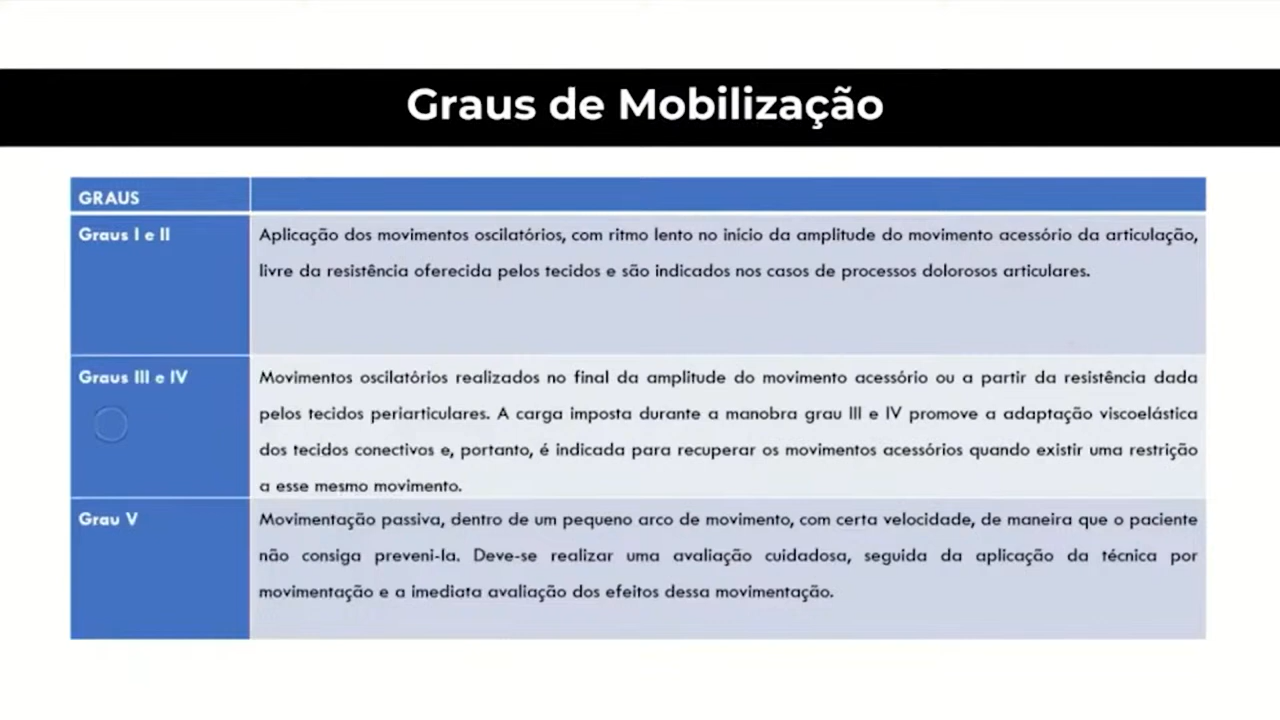 Graus de Mobilização
GRAUS
Graus I e II
Aplicação dos movimentos oscilatórios, com ritmo lento no início da amplitude do movimento acessório da articulação,
livre da resistência oferecida pelos tecidos e são indicados nos casos de processos dolorosos articulares.
Graus III e IV
Movimentos oscilatórios realizados no final da amplitude do movimento acessório ou a partir da resistência dada
pelos tecidos periarticulares. A carga imposta durante a manobra grau III e IV promove a adaptação viscoelástica
dos tecidos conectivos e, portanto, é indicada para recuperar os movimentos acessórios quando existir uma restrição
a esse mesmo movimento.
Grau V
Movimentação passiva, dentro de um pequeno arco de movimento, com certa velocidade, de maneira que o paciente
não consiga preveni-la. Deve-se realizar uma avaliação cuidadosa, seguida da aplicação da técnica por
movimentação e a imediata avaliação dos efeitos dessa movimentação.